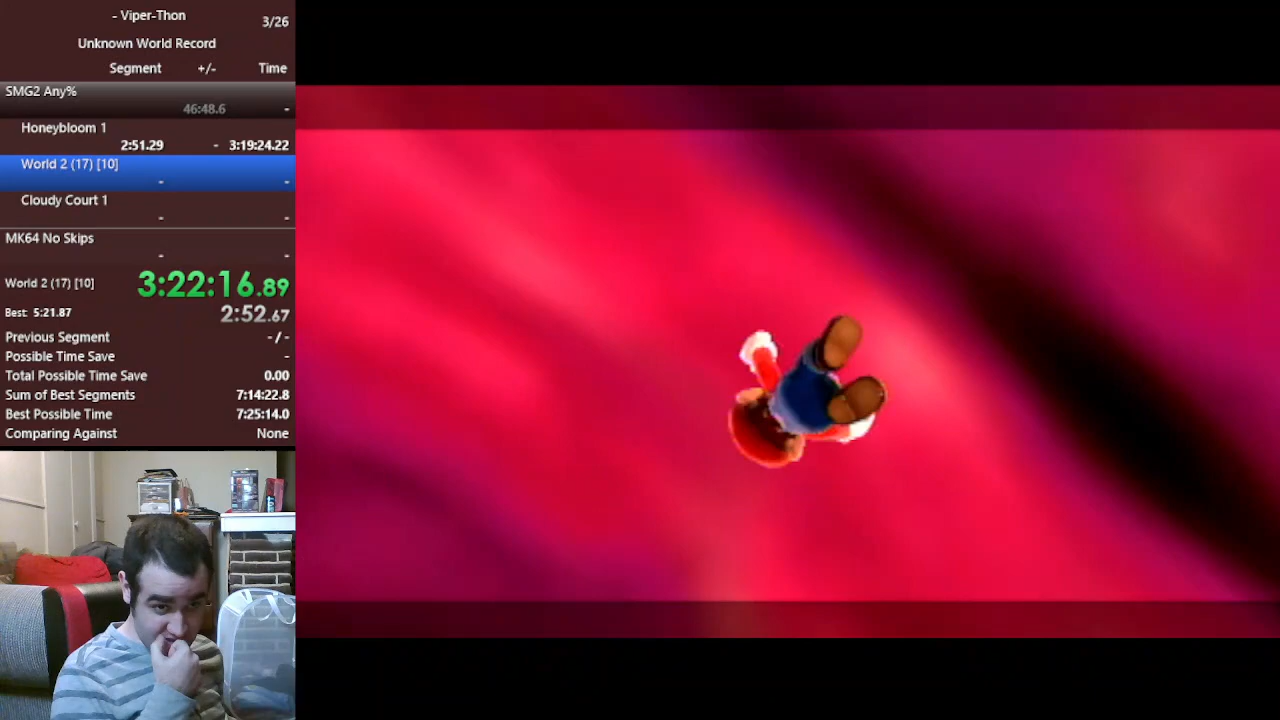 - Viper-Thon
3/26
Unknown World Record
Segment +/- Time
SMG2 Any%
46:48.6 -
Honeybloom 1
2:51.29 - 3:19:24.22
World 2 (17) [10]
- -
Cloudy Court 1
- -
MK64 No Skips
- -
World 2 (17) [10] 3:22:16.89
Best: 5:21.87 2:52.67
Previous Segment - / -
Possible Time Save -
Total Possible Time Save 0.00
Sum of Best Segments 7:14:22.8
Best Possible Time 7:25:14.0
Comparing Against None